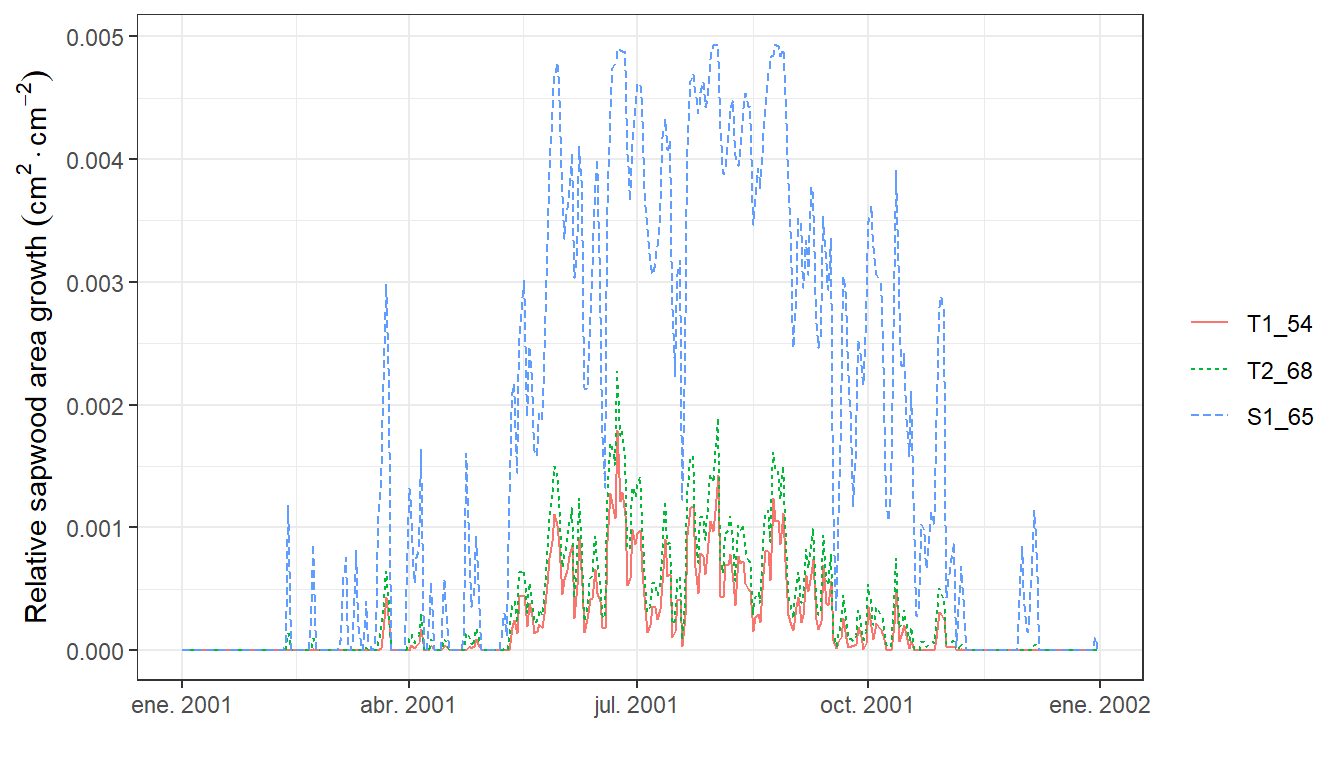 Relative sapwood area growth (cm²·cm⁻²)
0.005
0.004
0.003
0.002
0.001
0.000
ene. 2001
abr. 2001
jul. 2001
oct. 2001
ene. 2002
T1_54
T2_68
S1_65